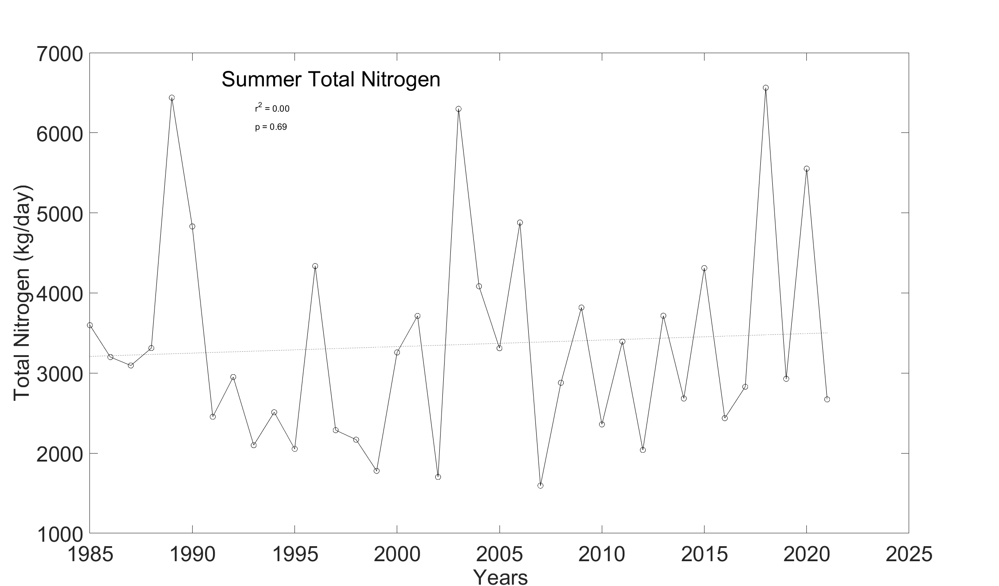 Summer Total Nitrogen
r² = 0.00
p = 0.69
Total Nitrogen (kg/day)
7000
6000
5000
4000
3000
2000
1000
1985 1990 1995 2000 2005 2010 2015 2020 2025
Years